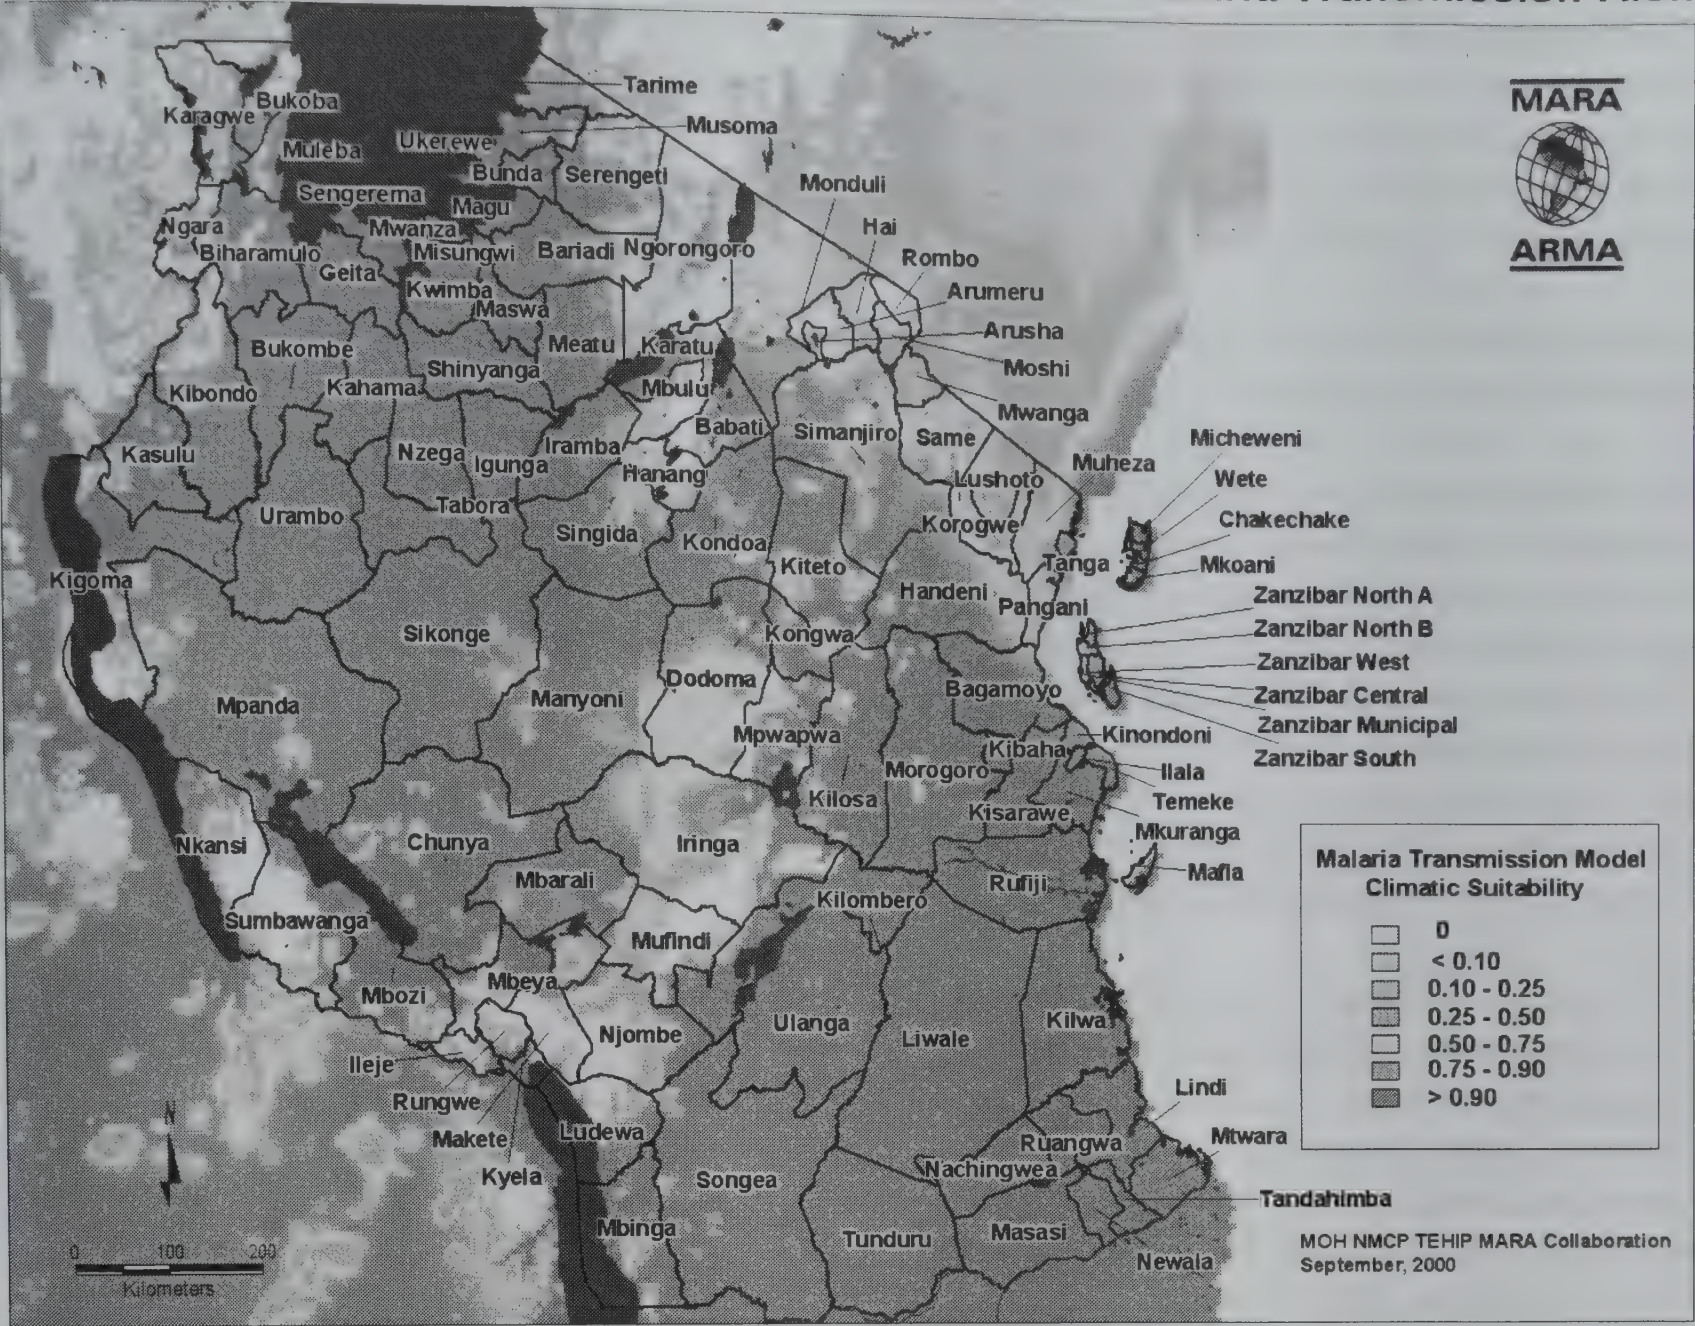 MARA
ARMA
Tarime
Bukoba
Karagwe
Musoma
Ukerewe
Muleba
Bunda
Serengeti
Monduli
Sengerema
Magu
Hai
Ngara
Mwanza
Biharamulo
Misungwi
Bariadi
Ngorongoro
Rombo
Geita
Kwimba
Arumeru
Maswa
Arusha
Bukombe
Meatu
Karatu
Shinyanga
Moshi
Kibondo
Kahama
Mbulu
Mwanga
Babati
Simanjiro
Same
Micheweni
Kasulu
Nzega
Igunga
Iramba
Hanang
Muheza
Wete
Lushoto
Urambo
Tabora
Korogwe
Chakechake
Singida
Kondoa
Kigoma
Kiteto
Tanga
Mkoani
Handeni
Pangani
Zanzibar North A
Sikonge
Kongwa
Zanzibar North B
Zanzibar West
Dodoma
Zanzibar Central
Mpanda
Manyoni
Bagamoyo
Zanzibar Municipal
Mpwapwa
Kinondoni
Kibaha
Zanzibar South
Morogoro
Ilala
Kilosa
Temeke
Kisarawe
Mkuranga
Nkansi
Chunya
Iringa
Mafia
Mbarali
Rufiji
Kilombero
Sumbawanga
Mufindi
Mbeya
Mbozi
Ulanga
Kilwa
Njombe
Liwale
Ileje
Rungwe
Lindi
Makete
Ludewa
Ruangwa
Mtwara
Kyela
Songea
Nachingwea
Tandahimba
Mbinga
Tunduru
Masasi
Newala
Malaria Transmission Model
Climatic Suitability
0
< 0.10
0.10 - 0.25
0.25 - 0.50
0.50 - 0.75
0.75 - 0.90
> 0.90
N
0 100 200
Kilometers
MOH NMCP TEHIP MARA Collaboration
September, 2000